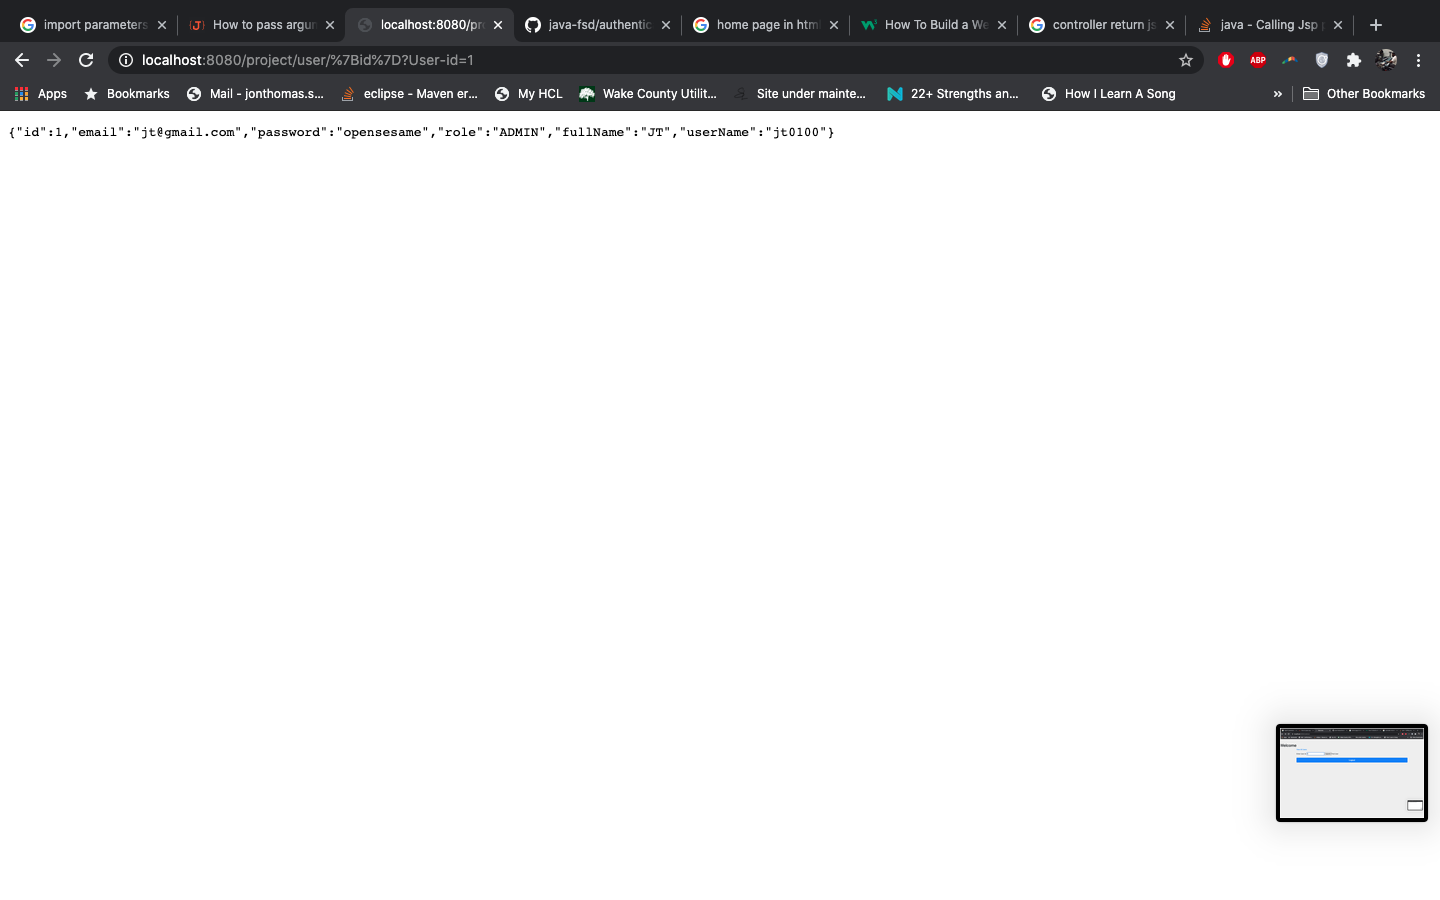 import parameters
How to pass argur
localhost:8080/pr
java-fsd/authentic
home page in htm
How To Build a We
controller return js
java - Calling Jsp
localhost:8080/project/user/%7Bid%7D?User-id=1
ABP
Apps
Bookmarks
Mail - jonthomas.s...
eclipse - Maven er...
My HCL
Wake County Utilit...
Site under mainte...
22+ Strengths an...
How I Learn A Song
»
Other Bookmarks
{"id":1,"email":"jt@gmail.com","password":"opensesame","role":"ADMIN","fullName":"JT","userName":"jt0100"}
Welcome